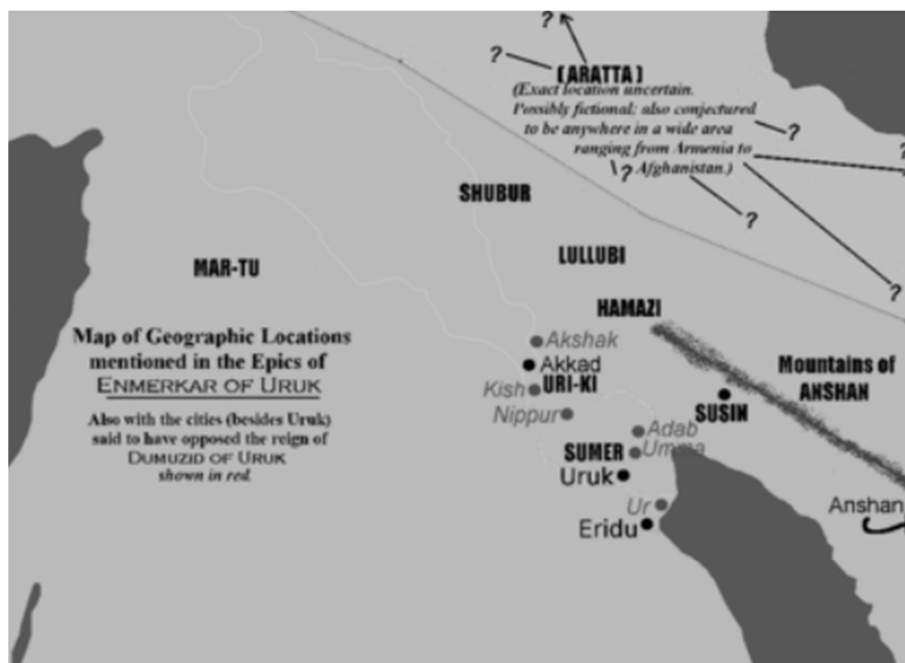 ?
?
(ARATTA)
(Exact location uncertain.
Possibly fictional; also conjectured
to be anywhere in a wide area
?
ranging from Armenia to
?
? Afghanistan.)
?
?
?
SHUBUR
MAR-TU
LULLUBI
HAMAZI
Map of Geographic Locations
mentioned in the Epics of
ENMERKAR OF URUK
Also with the cities (besides Uruk)
said to have opposed the reign of
DUMUZID OF URUK
shown in red.
Akshak
Akkad
Kish
URI-KI
Nippur
Mountains of
ANSHAN
SUSIN
Adab
SUMER
Umma
Uruk
Ur
Eridu
Anshan